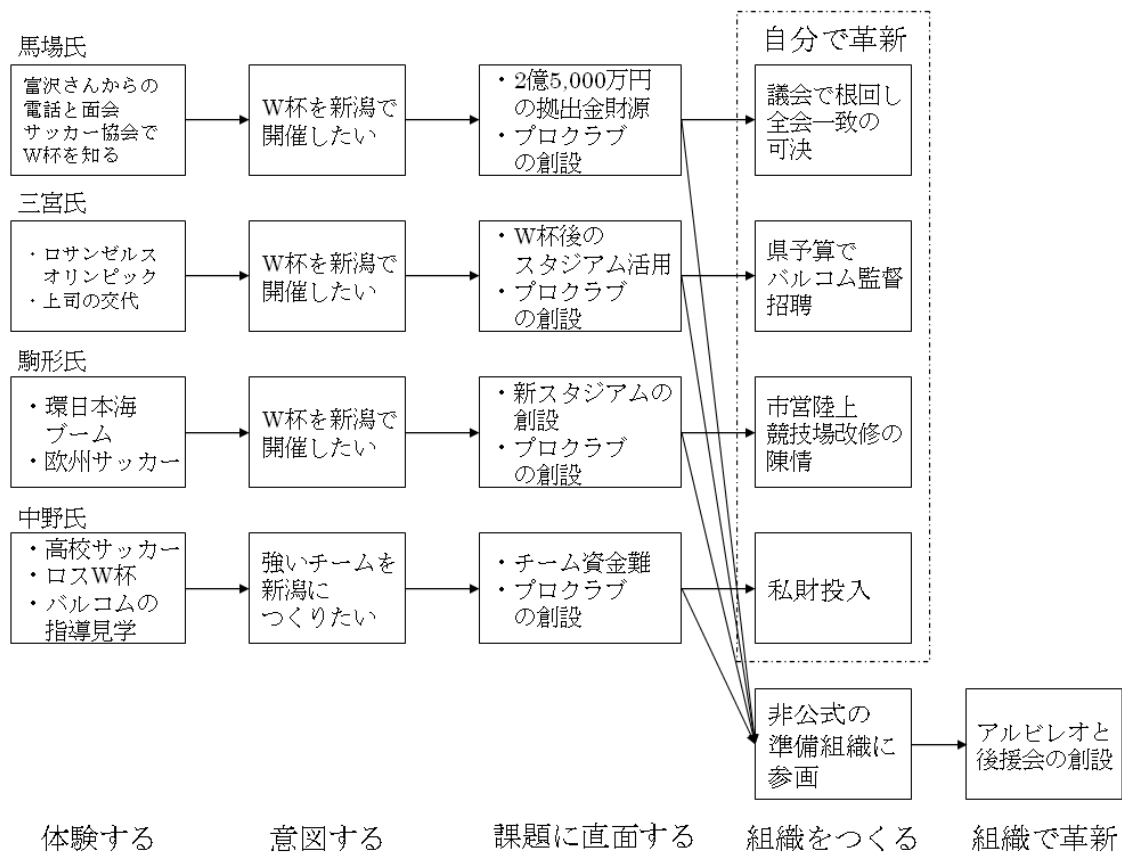 自分で革新
馬場氏
富沢さんからの
電話と面会
サッカー協会で
W杯を知る
W杯を新潟で
開催したい
・2億5,000万円
の拠出金財源
・プロクラブ
の創設
議会で根回し
全会一致の
可決
三宮氏
・ロサンゼルス
オリンピック
・上司の交代
W杯を新潟で
開催したい
・W杯後の
スタジアム活用
・プロクラブ
の創設
県予算で
バルコム監督
招聘
駒形氏
・環日本海
ブーム
・欧州サッカー
W杯を新潟で
開催したい
・新スタジアムの
創設
・プロクラブ
の創設
市営陸上
競技場改修の
陳情
中野氏
・高校サッカー
・ロスW杯
・バルコムの
指導見学
強いチームを
新潟に
つくりたい
・チーム資金難
・プロクラブ
の創設
私財投入
非公式の
準備組織に
参画
アルビレオと
後援会の創設
体験する
意図する
課題に直面する
組織をつくる
組織で革新